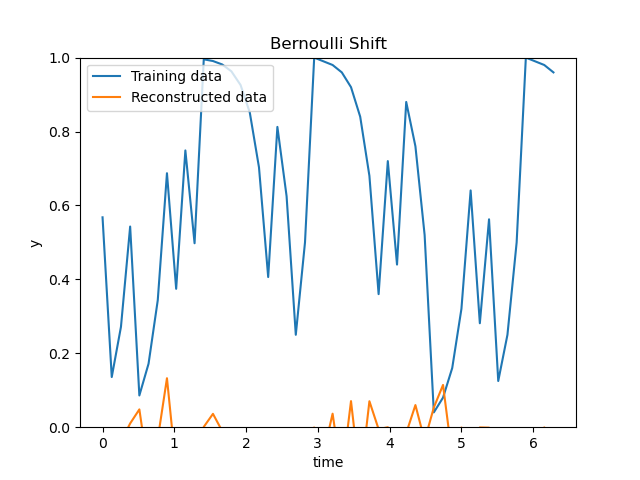 Bernoulli Shift
Training data
Reconstructed data
y
1.0
0.8
0.6
0.4
0.2
0.0
0 1 2 3 4 5 6
time